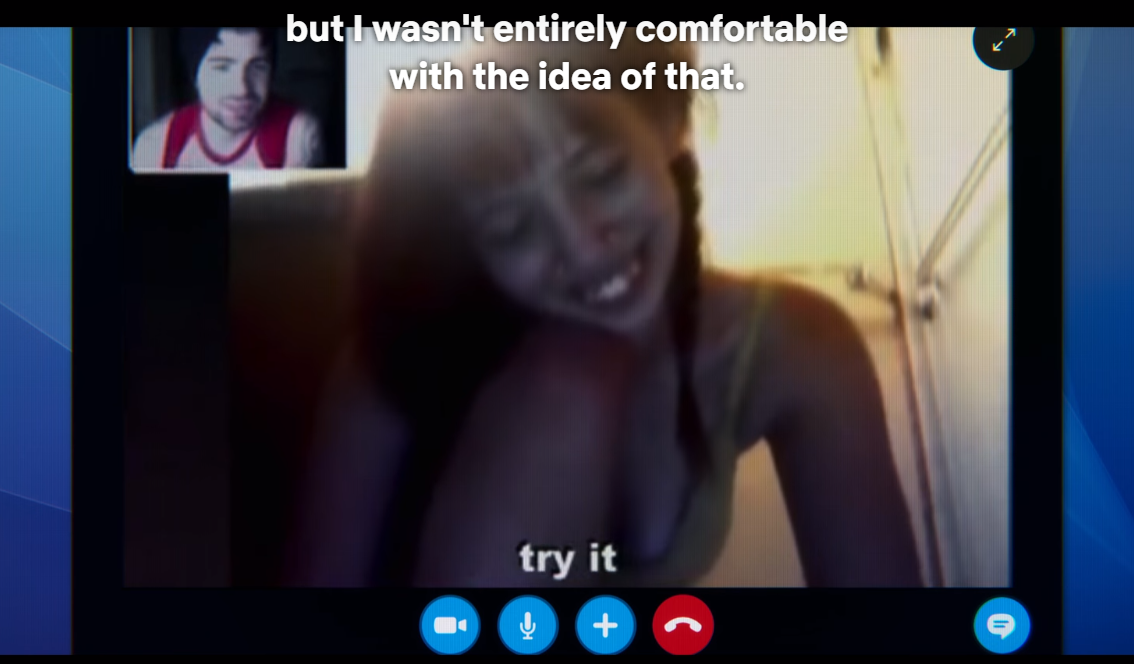 but I wasn't entirely comfortable
with the idea of that.
try it